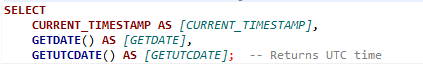 SELECT
CURRENT_TIMESTAMP AS [CURRENT_TIMESTAMP],
GETDATE() AS [GETDATE],
GETUTCDATE() AS [GETUTCDATE]; -- Returns UTC time